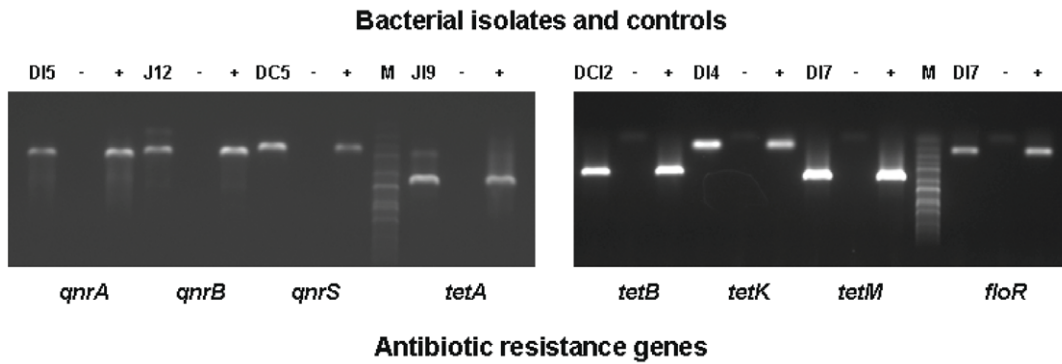 Bacterial isolates and controls
DI5 - + J12 - + DC5 - + M JI9 - + DCI2 - + DI4 - + DI7 - + M DI7 - +
qnrA qnrB qnrS tetA tetB tetK tetM floR
Antibiotic resistance genes